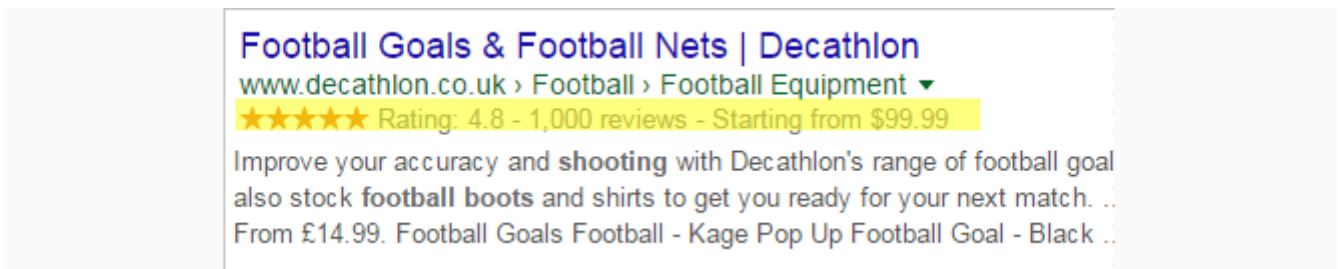 Football Goals & Football Nets | Decathlon
www.decathlon.co.uk › Football › Football Equipment
★★★★★ Rating: 4.8 - 1,000 reviews - Starting from $99.99
Improve your accuracy and shooting with Decathlon's range of football goal
also stock football boots and shirts to get you ready for your next match. ..
From £14.99. Football Goals Football - Kage Pop Up Football Goal - Black ..